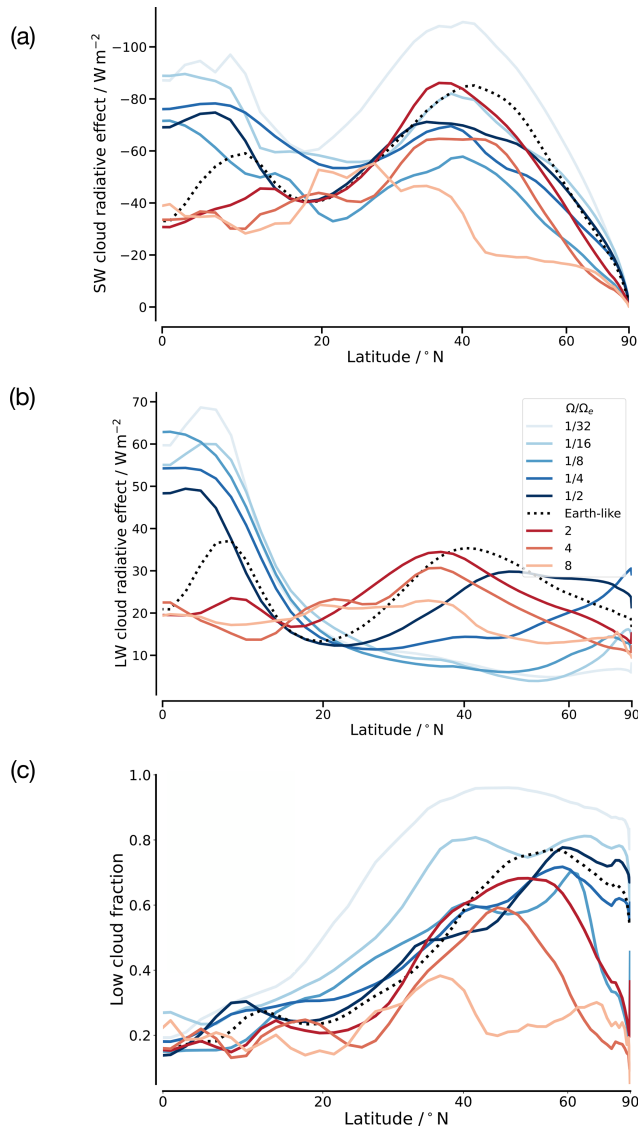 (a)
SW cloud radiative effect / W m⁻²
−100
−80
−60
−40
−20
0
0 20 40 60 90
Latitude /°N
(b)
LW cloud radiative effect / W m⁻²
70
60
50
40
30
20
10
Ω/Ωₑ
1/32
1/16
1/8
1/4
1/2
Earth-like
2
4
8
0 20 40 60 90
Latitude /°N
(c)
Low cloud fraction
1.0
0.8
0.6
0.4
0.2
0 20 40 60 90
Latitude /°N